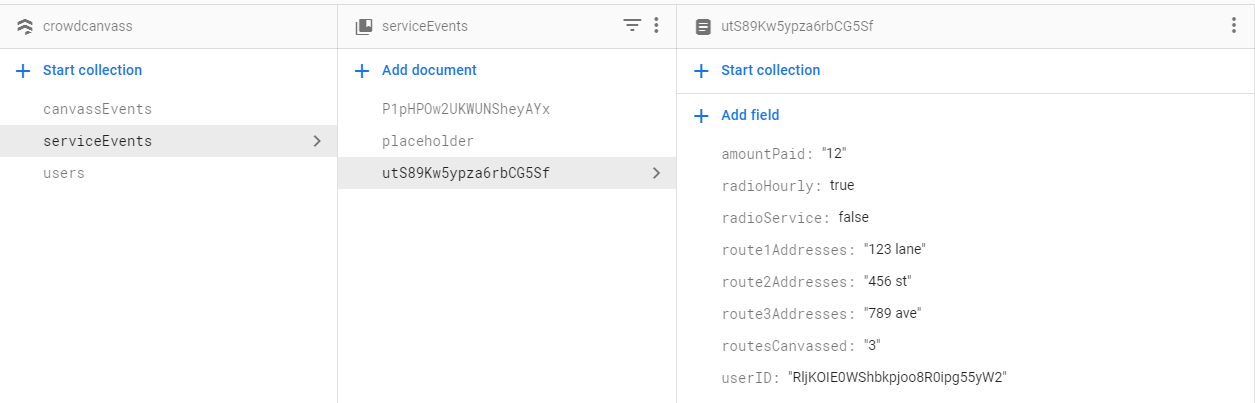 crowdcanvass
Start collection
canvassEvents
serviceEvents
users
serviceEvents
Add document
P1pHPOw2UKWUNSheyAYx
placeholder
utS89Kw5ypza6rbCG5Sf
utS89Kw5ypza6rbCG5Sf
Start collection
Add field
amountPaid: "12"
radioHourly: true
radioService: false
route1Addresses: "123 lane"
route2Addresses: "456 st"
route3Addresses: "789 ave"
routesCanvassed: "3"
userID: "RljKOIE0WShbkpjoo8R0ipg55yW2"